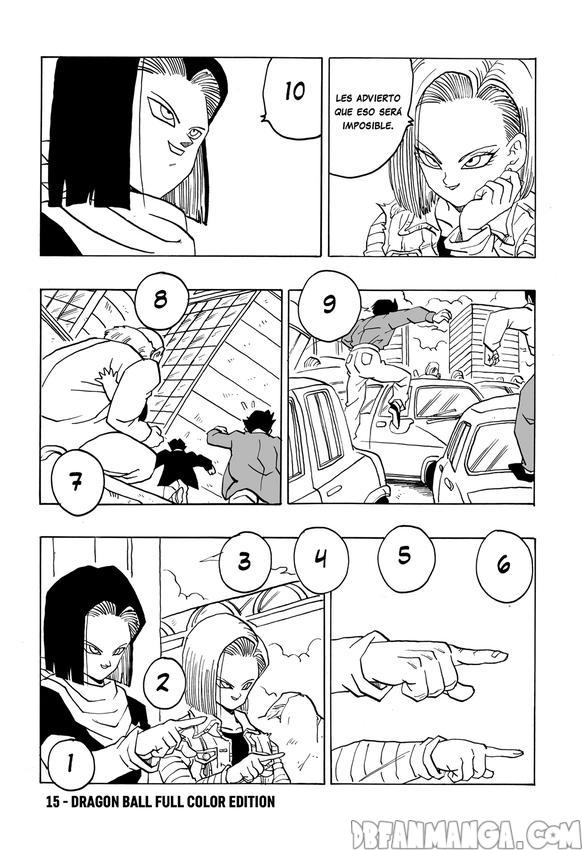 10
LES ADVIERTO
QUE ESO SERÁ
IMPOSIBLE.
8
9
7
3
4
5
6
2
1
15 - DRAGON BALL FULL COLOR EDITION
DBFANMANGA.COM